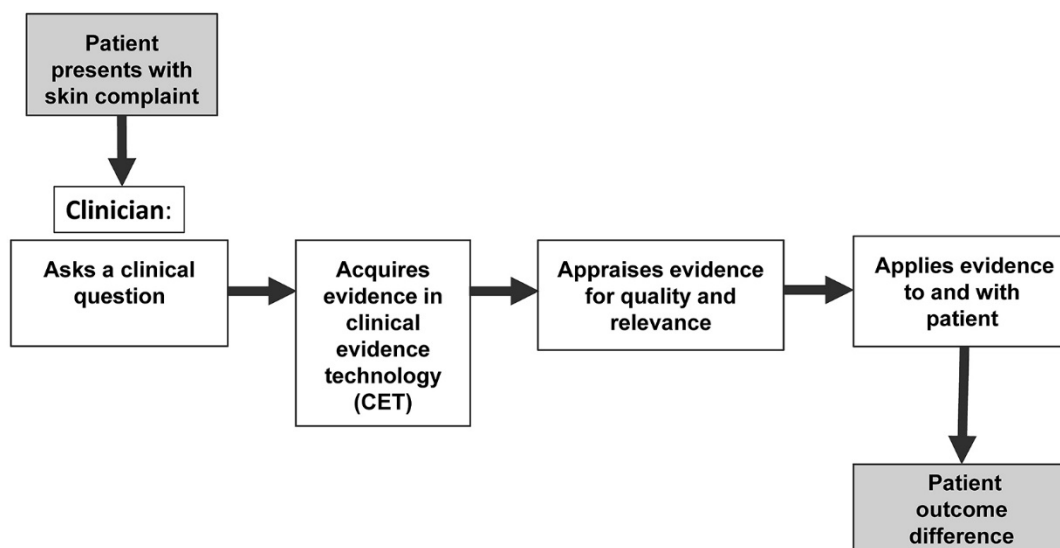 Patient
presents with
skin complaint
Clinician:
Asks a clinical
question
Acquires
evidence in
clinical
evidence
technology
(CET)
Appraises evidence
for quality and
relevance
Applies evidence
to and with
patient
Patient
outcome
difference